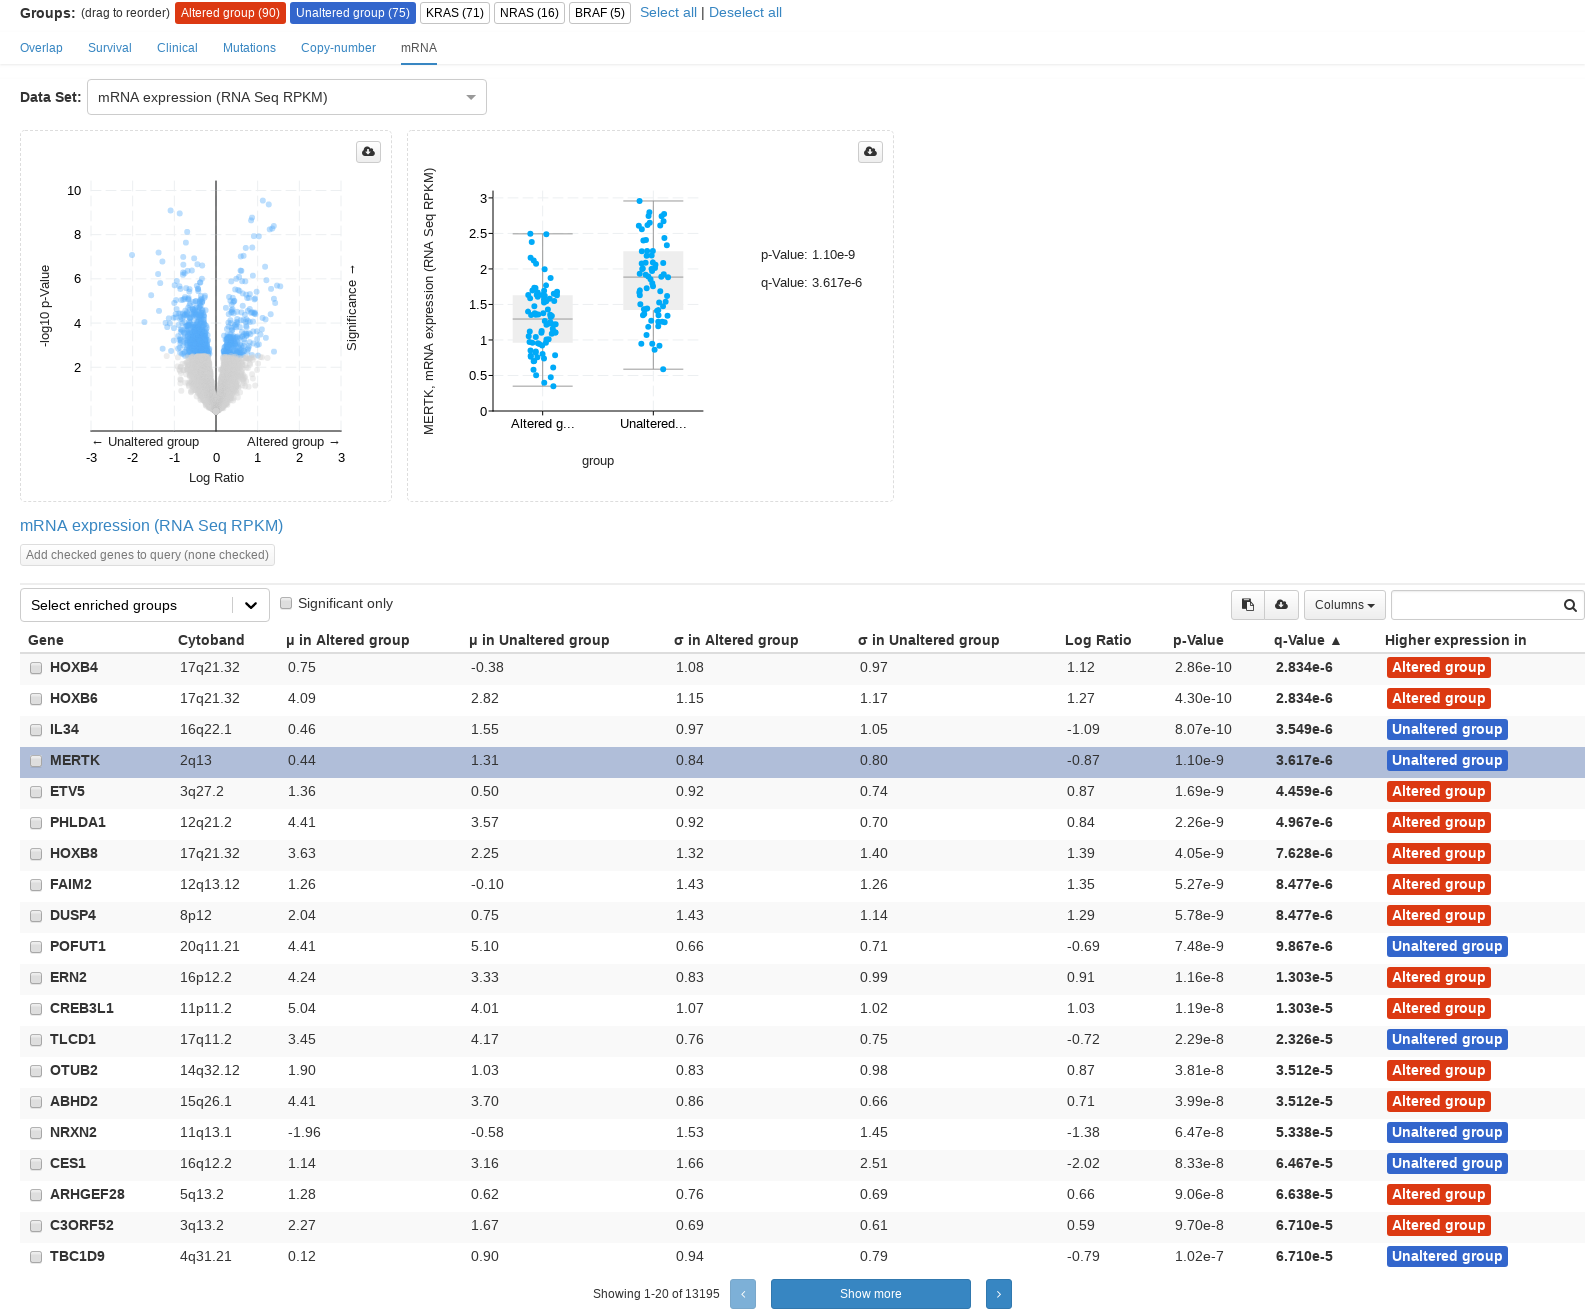 Groups: (drag to reorder) Altered group (90) Unaltered group (75) KRAS (71) NRAS (16) BRAF (5) Select all | Deselect all
Overlap Survival Clinical Mutations Copy-number mRNA
Data Set: mRNA expression (RNA Seq RPKM)
10
8
6
4
2
-log10 p-Value
Significance →
← Unaltered group Altered group →
-3 -2 -1 0 1 2 3
Log Ratio
MERTK, mRNA expression (RNA Seq RPKM)
3
2.5
2
1.5
1
0.5
0
Altered g... Unaltered...
group
p-Value: 1.10e-9
q-Value: 3.617e-6
mRNA expression (RNA Seq RPKM)
Add checked genes to query (none checked)
Select enriched groups Significant only Columns
Gene Cytoband μ in Altered group μ in Unaltered group σ in Altered group σ in Unaltered group Log Ratio p-Value q-Value ▲ Higher expression in
HOXB4 17q21.32 0.75 -0.38 1.08 0.97 1.12 2.86e-10 2.834e-6 Altered group
HOXB6 17q21.32 4.09 2.82 1.15 1.17 1.27 4.30e-10 2.834e-6 Altered group
IL34 16q22.1 0.46 1.55 0.97 1.05 -1.09 8.07e-10 3.549e-6 Unaltered group
MERTK 2q13 0.44 1.31 0.84 0.80 -0.87 1.10e-9 3.617e-6 Unaltered group
ETV5 3q27.2 1.36 0.50 0.92 0.74 0.87 1.69e-9 4.459e-6 Altered group
PHLDA1 12q21.2 4.41 3.57 0.92 0.70 0.84 2.26e-9 4.967e-6 Altered group
HOXB8 17q21.32 3.63 2.25 1.32 1.40 1.39 4.05e-9 7.628e-6 Altered group
FAIM2 12q13.12 1.26 -0.10 1.43 1.26 1.35 5.27e-9 8.477e-6 Altered group
DUSP4 8p12 2.04 0.75 1.43 1.14 1.29 5.78e-9 8.477e-6 Altered group
POFUT1 20q11.21 4.41 5.10 0.66 0.71 -0.69 7.48e-9 9.867e-6 Unaltered group
ERN2 16p12.2 4.24 3.33 0.83 0.99 0.91 1.16e-8 1.303e-5 Altered group
CREB3L1 11p11.2 5.04 4.01 1.07 1.02 1.03 1.19e-8 1.303e-5 Altered group
TLCD1 17q11.2 3.45 4.17 0.76 0.75 -0.72 2.29e-8 2.326e-5 Unaltered group
OTUB2 14q32.12 1.90 1.03 0.83 0.98 0.87 3.81e-8 3.512e-5 Altered group
ABHD2 15q26.1 4.41 3.70 0.86 0.66 0.71 3.99e-8 3.512e-5 Altered group
NRXN2 11q13.1 -1.96 -0.58 1.53 1.45 -1.38 6.47e-8 5.338e-5 Unaltered group
CES1 16q12.2 1.14 3.16 1.66 2.51 -2.02 8.33e-8 6.467e-5 Unaltered group
ARHGEF28 5q13.2 1.28 0.62 0.76 0.69 0.66 9.06e-8 6.638e-5 Altered group
C3ORF52 3q13.2 2.27 1.67 0.69 0.61 0.59 9.70e-8 6.710e-5 Altered group
TBC1D9 4q31.21 0.12 0.90 0.94 0.79 -0.79 1.02e-7 6.710e-5 Unaltered group
Showing 1-20 of 13195 ‹ Show more ›